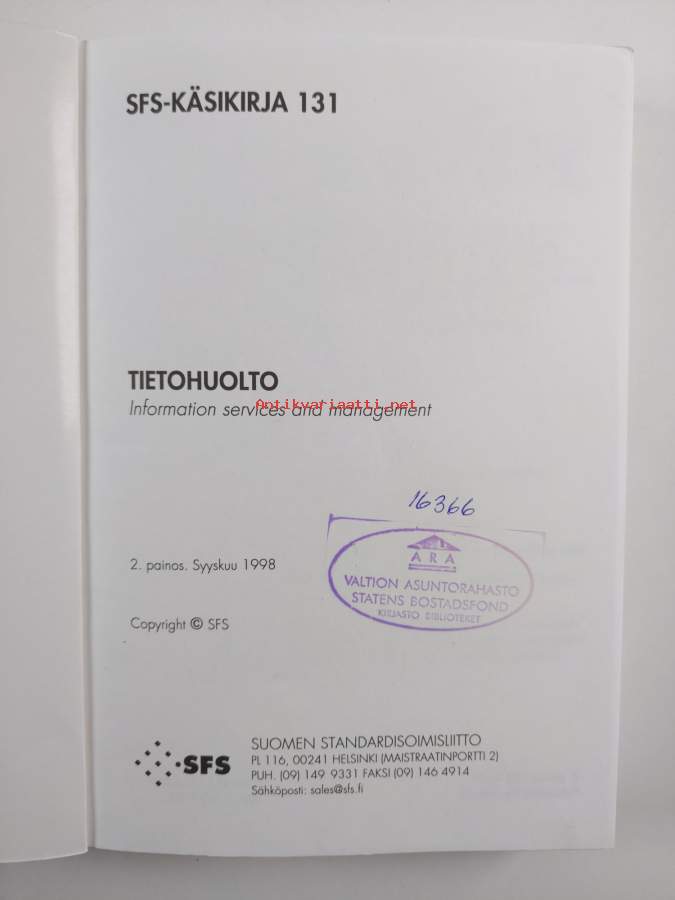 SFS-KÄSIKIRJA 131
TIETOHUOLTO
Information services and management
Antikvariaatti.net
16366
2. painos. Syyskuu 1998
ARA
VALTION ASUNTORAHASTO
STATENS BOSTADSFOND
KIRJASTO BIBLIOTEKET
Copyright © SFS
SFS
SUOMEN STANDARDISOIMISLIITTO
PL 116, 00241 HELSINKI (MAISTRAATINPORTTI 2)
PUH. (09) 149 9331 FAKSI (09) 146 4914
Sähköposti: sales@sfs.fi